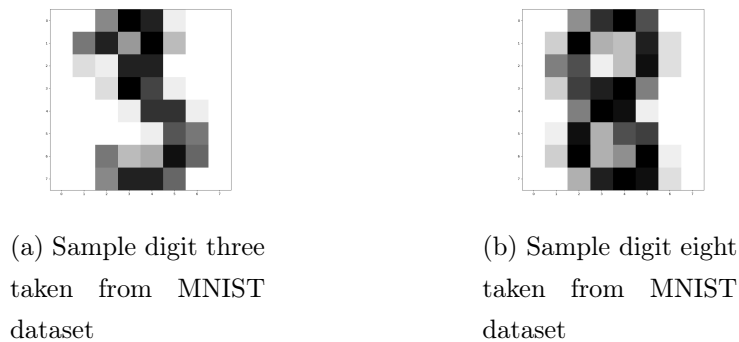 (a) Sample digit three
taken from MNIST
dataset
(b) Sample digit eight
taken from MNIST
dataset